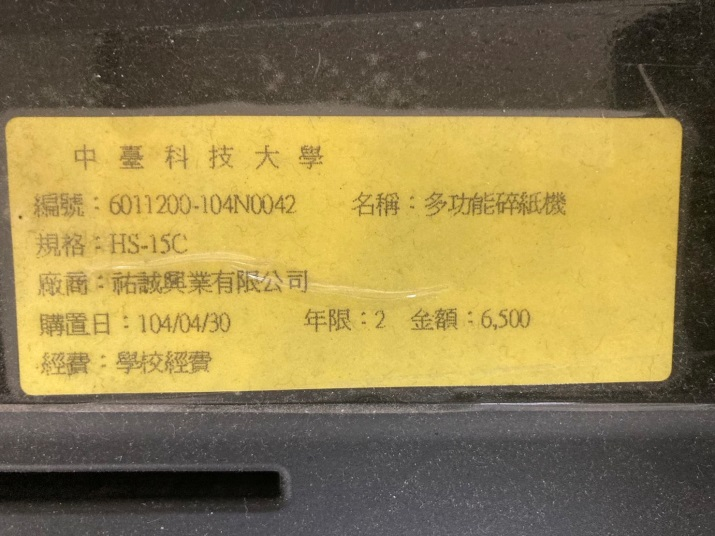 中臺科技大學
編號：6011200-104N0042 名稱：多功能碎紙機
規格：HS-15C
廠商：祐誠興業有限公司
購置日：104/04/30 年限：2 金額：6,500
經費：學校經費